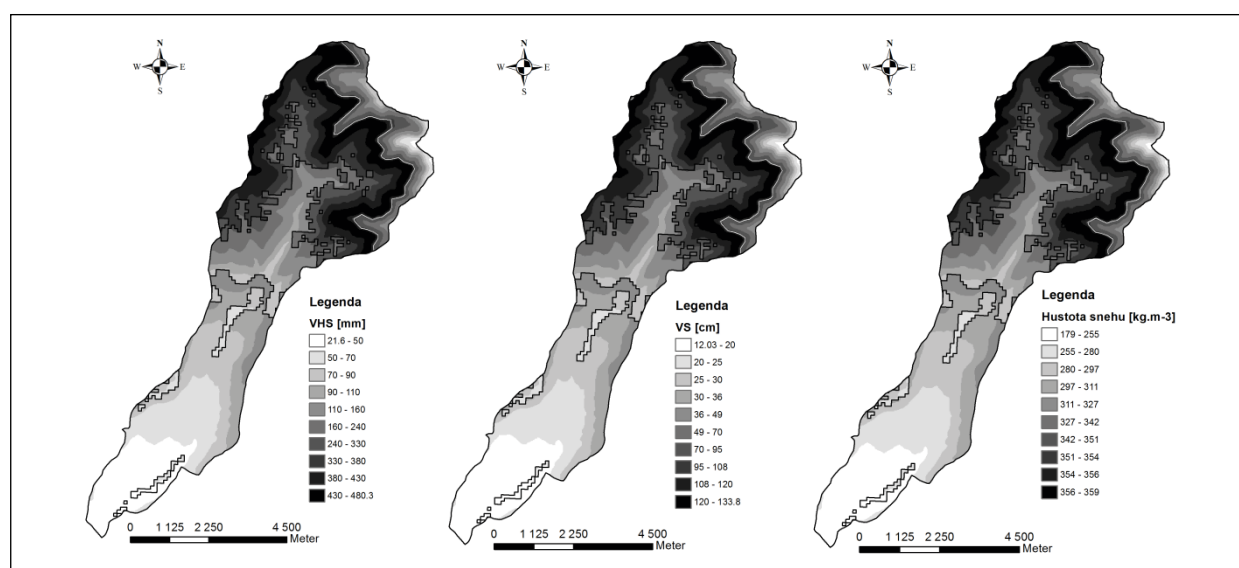 N
W E
S
Legenda
VHS [mm]
21.6 - 50
50 - 70
70 - 90
90 - 110
110 - 160
160 - 240
240 - 330
330 - 380
380 - 430
430 - 480.3
0 1 125 2 250 4 500
Meter
N
W E
S
Legenda
VS [cm]
12.03 - 20
20 - 25
25 - 30
30 - 36
36 - 49
49 - 70
70 - 95
95 - 108
108 - 120
120 - 133.8
0 1 125 2 250 4 500
Meter
N
W E
S
Legenda
Hustota snehu [kg.m-3]
179 - 255
255 - 280
280 - 297
297 - 311
311 - 327
327 - 342
342 - 351
351 - 354
354 - 356
356 - 359
0 1 125 2 250 4 500
Meter